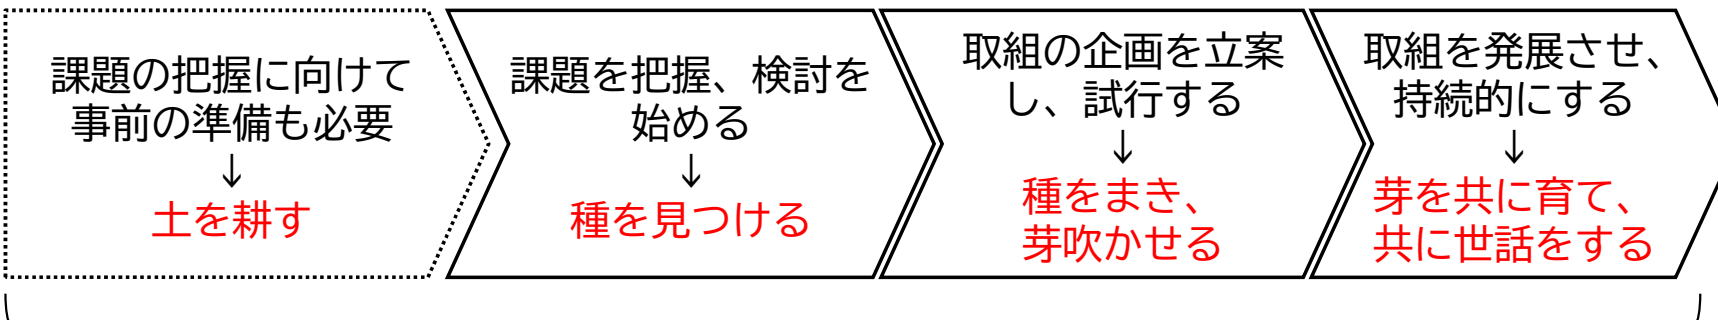 課題の把握に向けて
事前の準備も必要
↓
土を耕す
課題を把握、検討を
始める
↓
種を見つける
取組の企画を立案
し、試行する
↓
種をまき、
芽吹かせる
取組を発展させ、
持続的にする
↓
芽を共に育て、
共に世話をする